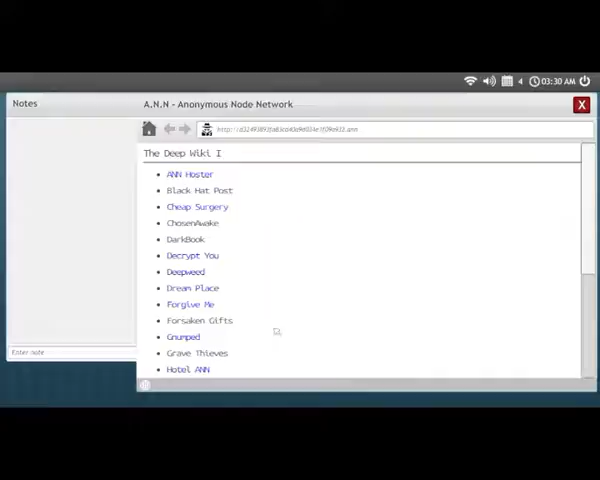 4 03:30 AM
Notes
A.N.N - Anonymous Node Network
X
The Deep Wiki I
ANN Hoster
Black Hat Post
Cheap Surgery
ChosenAwake
DarkBook
Decrypt You
Deepweed
Dream Place
Forgive Me
Forsaken Gifts
Gnumped
Grave Thieves
Hotel ANN
Enter note